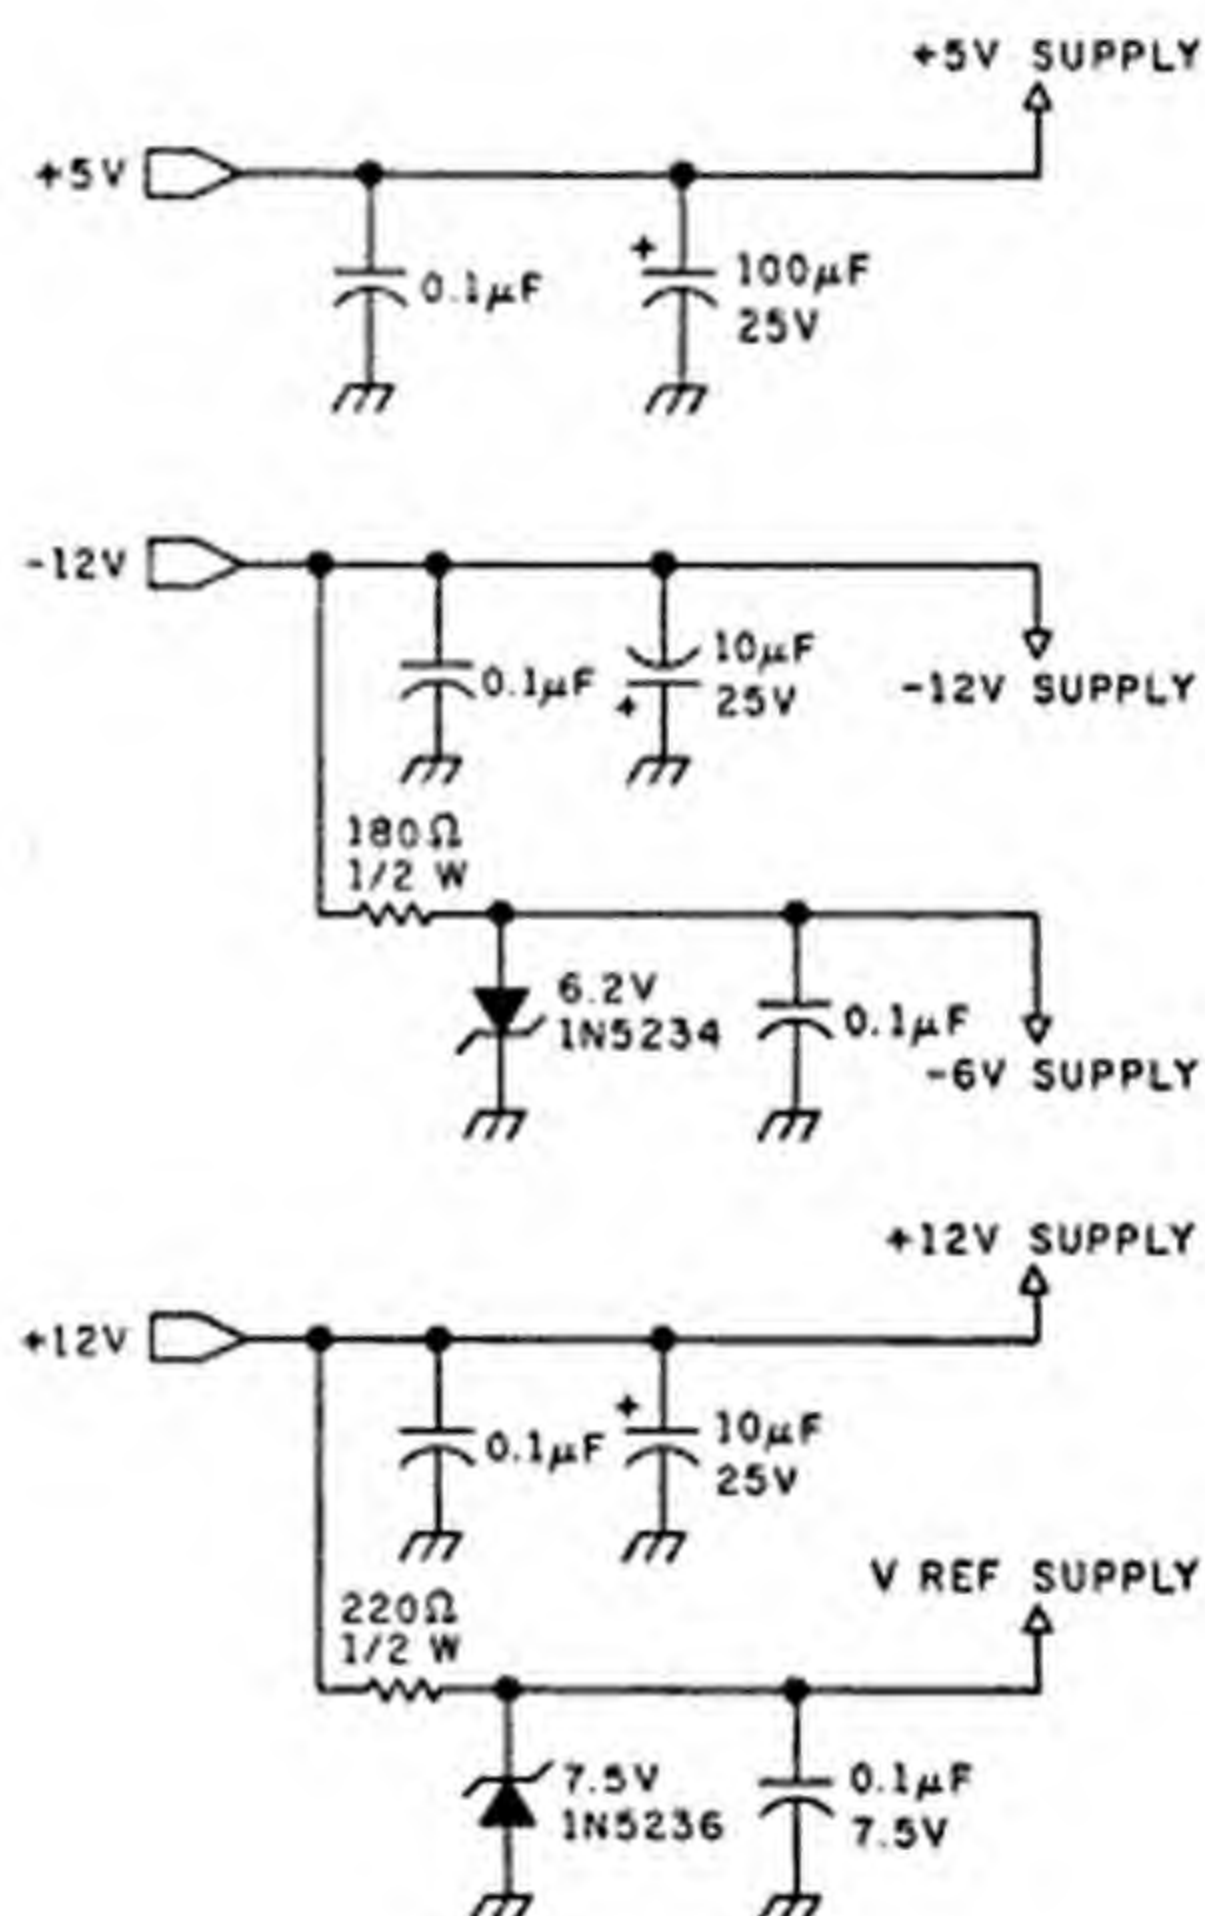 +5V SUPPLY
+5V
0.1μF
+
100μF
25V
-12V
0.1μF
+
10μF
25V
-12V SUPPLY
180Ω
1/2 W
6.2V
1N5234
0.1μF
-6V SUPPLY
+12V SUPPLY
+12V
0.1μF
+
10μF
25V
V REF SUPPLY
220Ω
1/2 W
7.5V
1N5236
0.1μF
7.5V